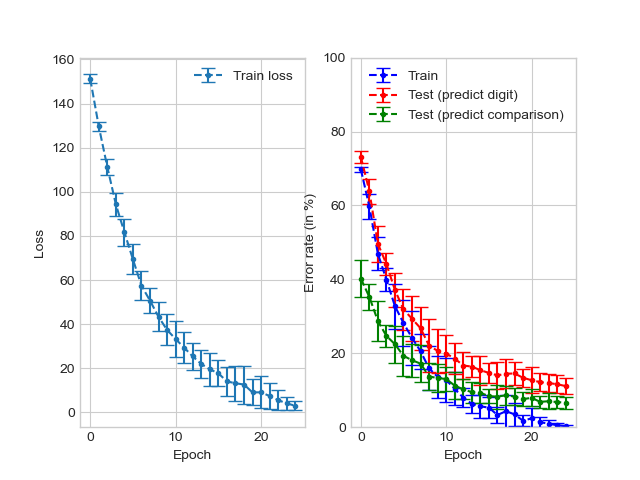 160
140
120
100
80
60
40
20
0
Loss
0
10
20
Epoch
Train loss
100
80
60
40
20
0
Error rate (in %)
0
10
20
Epoch
Train
Test (predict digit)
Test (predict comparison)